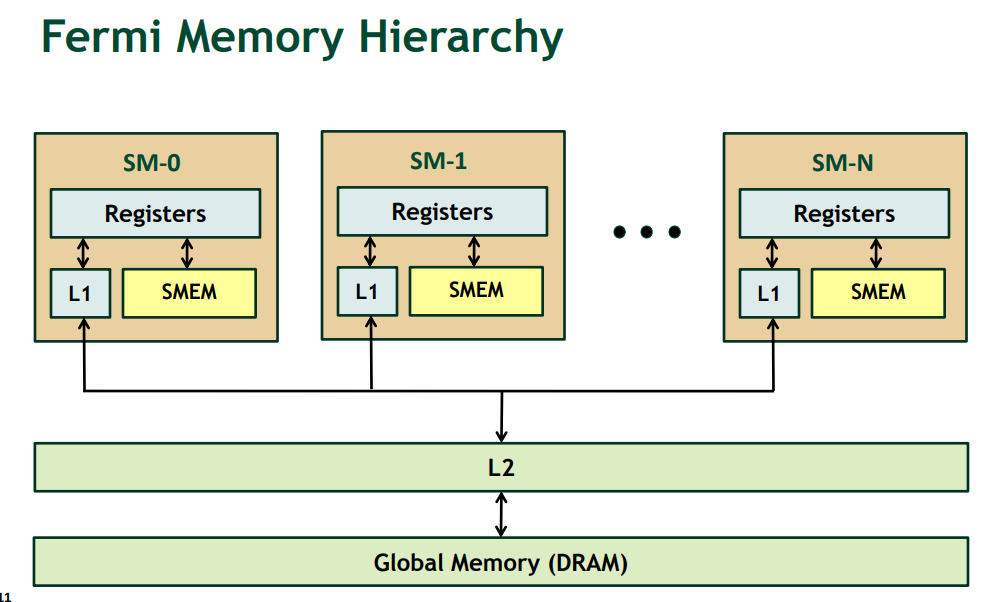 Fermi Memory Hierarchy
SM-0
Registers
L1
SMEM
SM-1
Registers
L1
SMEM
SM-N
Registers
L1
SMEM
L2
Global Memory (DRAM)
11